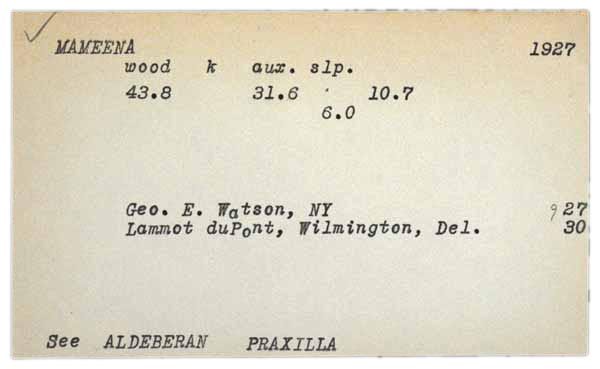 MAMEENA 1927
wood k aux. slp.
43.8 31.6 10.7
6.0
Geo. E. Watson, NY 9 27
Lammot duPont, Wilmington, Del. 30
See ALDEBERAN PRAXILLA